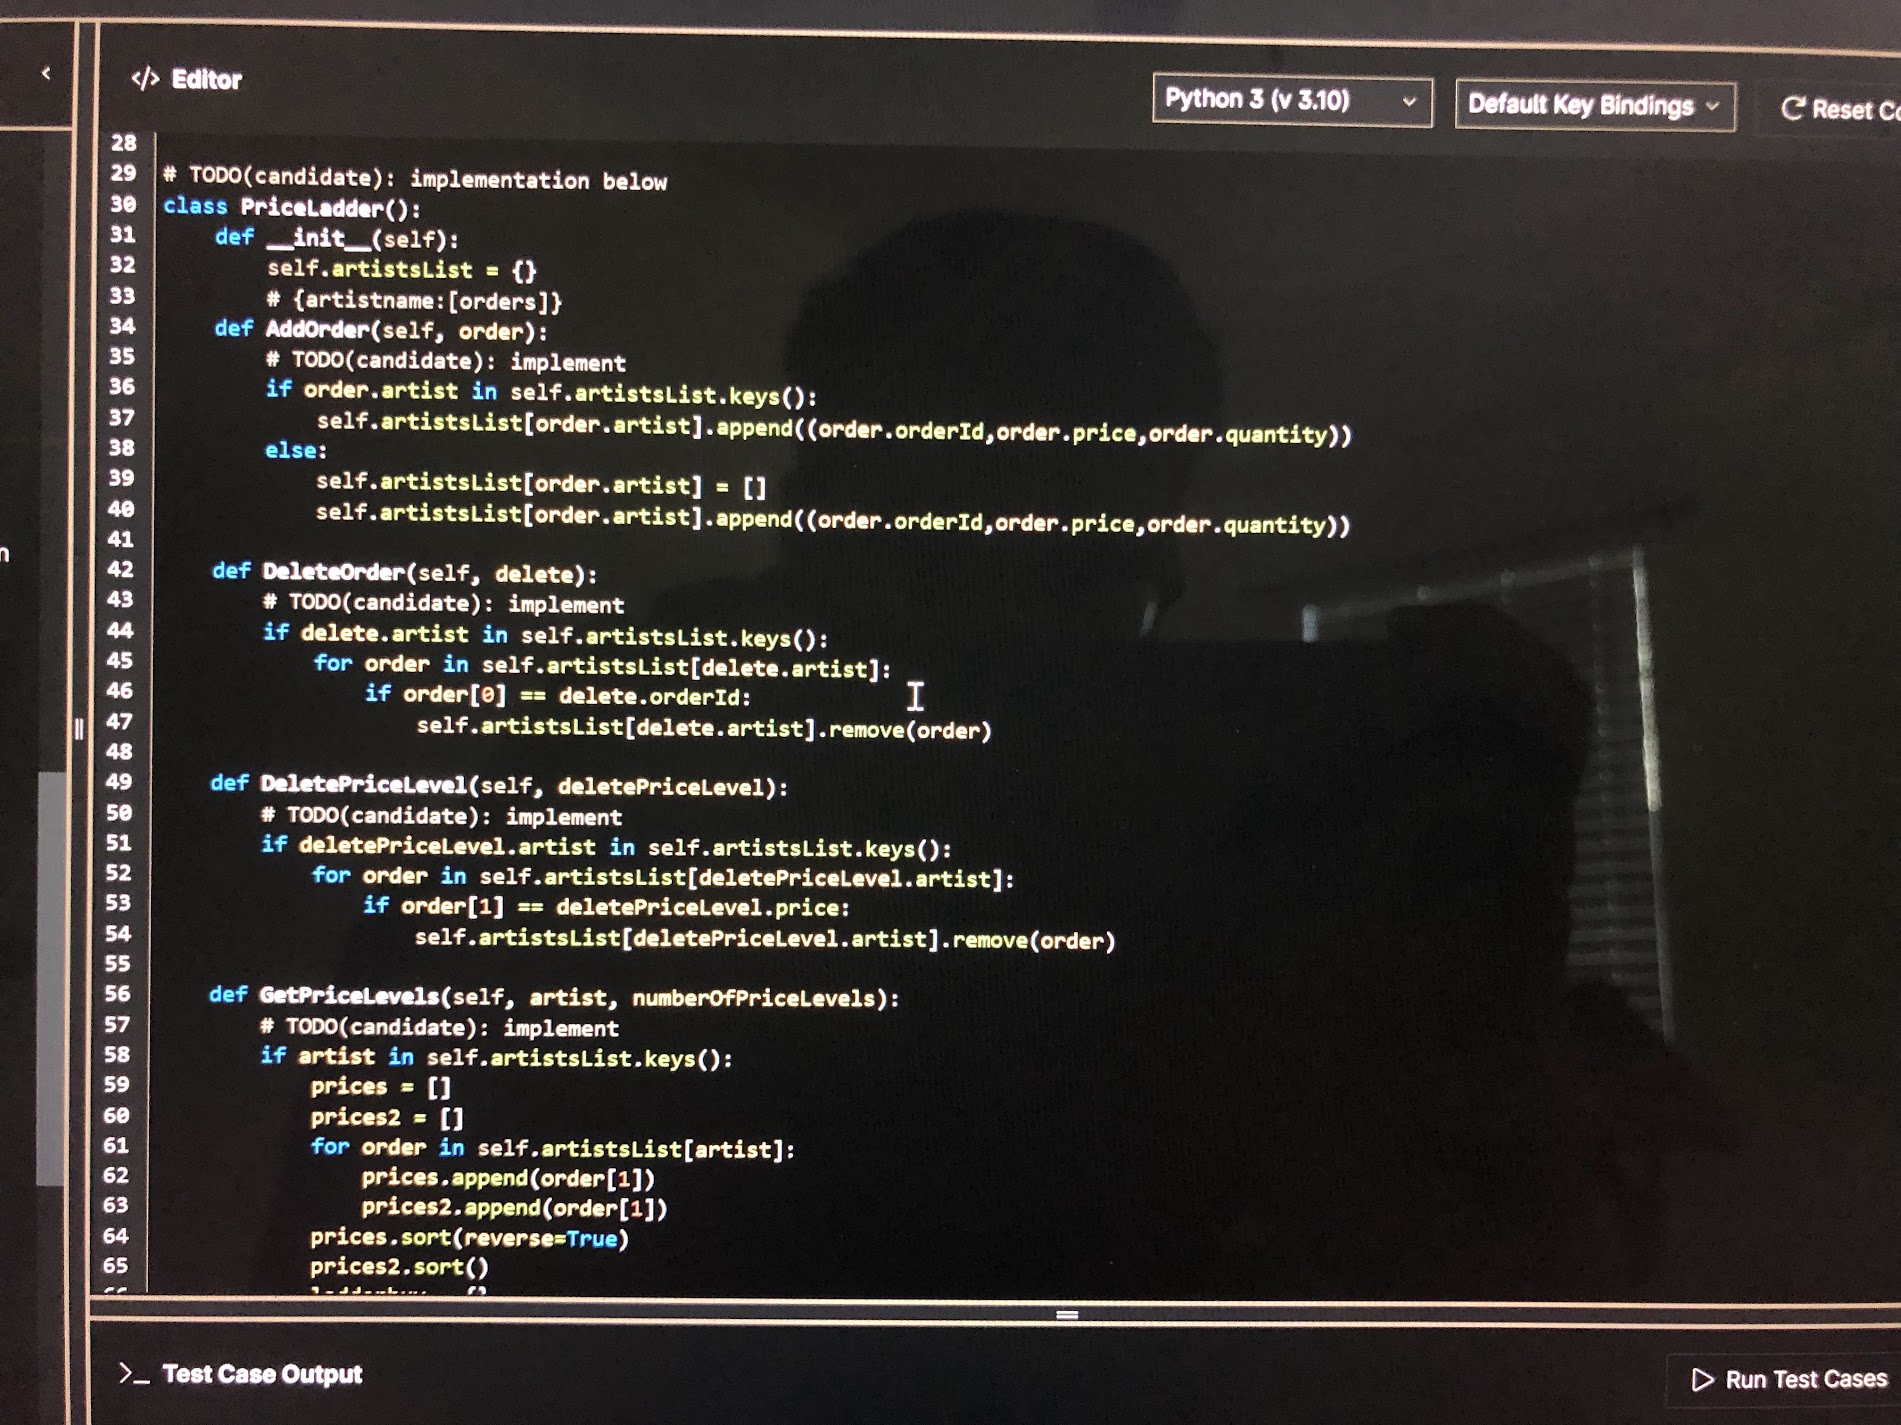 </> Editor
Python 3 (v 3.10)
Default Key Bindings
Reset
28
29 # TODO(candidate): implementation below
30 class PriceLadder():
31 def __init__(self):
32 self.artistsList = {}
33 # {artistname:[orders]}
34 def AddOrder(self, order):
35 # TODO(candidate): implement
36 if order.artist in self.artistsList.keys():
37 self.artistsList[order.artist].append((order.orderId,order.price,order.quantity))
38 else:
39 self.artistsList[order.artist] = []
40 self.artistsList[order.artist].append((order.orderId,order.price,order.quantity))
41
42 def DeleteOrder(self, delete):
43 # TODO(candidate): implement
44 if delete.artist in self.artistsList.keys():
45 for order in self.artistsList[delete.artist]:
46 if order[0] == delete.orderId:
47 self.artistsList[delete.artist].remove(order)
48
49 def DeletePriceLevel(self, deletePriceLevel):
50 # TODO(candidate): implement
51 if deletePriceLevel.artist in self.artistsList.keys():
52 for order in self.artistsList[deletePriceLevel.artist]:
53 if order[1] == deletePriceLevel.price:
54 self.artistsList[deletePriceLevel.artist].remove(order)
55
56 def GetPriceLevels(self, artist, numberOfPriceLevels):
57 # TODO(candidate): implement
58 if artist in self.artistsList.keys():
59 prices = []
60 prices2 = []
61 for order in self.artistsList[artist]:
62 prices.append(order[1])
63 prices2.append(order[1])
64 prices.sort(reverse=True)
65 prices2.sort()
>_ Test Case Output
Run Test Cases